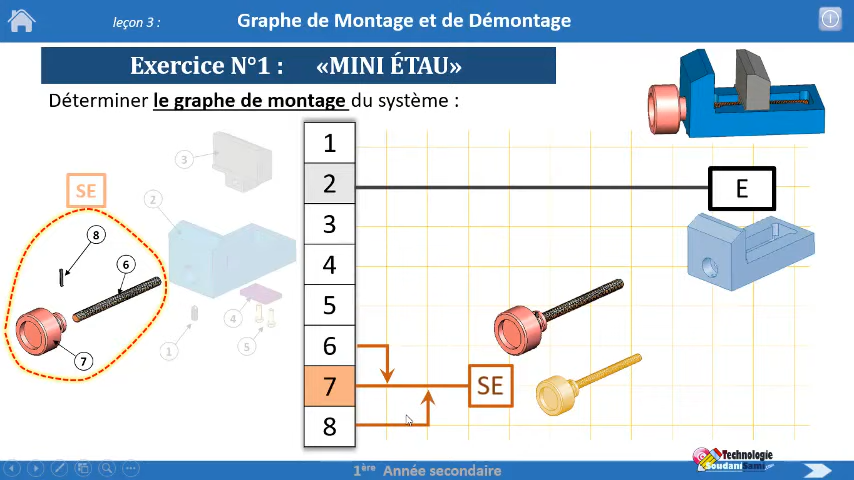 leçon 3 :
Graphe de Montage et de Démontage
Exercice N°1 : «MINI ÉTAU»
Déterminer le graphe de montage du système :
1
2
3
4
5
6
7
8
E
SE
SE
8
6
7
3
2
4
1
5
1ère Année secondaire
Technologie
SoudaniSami